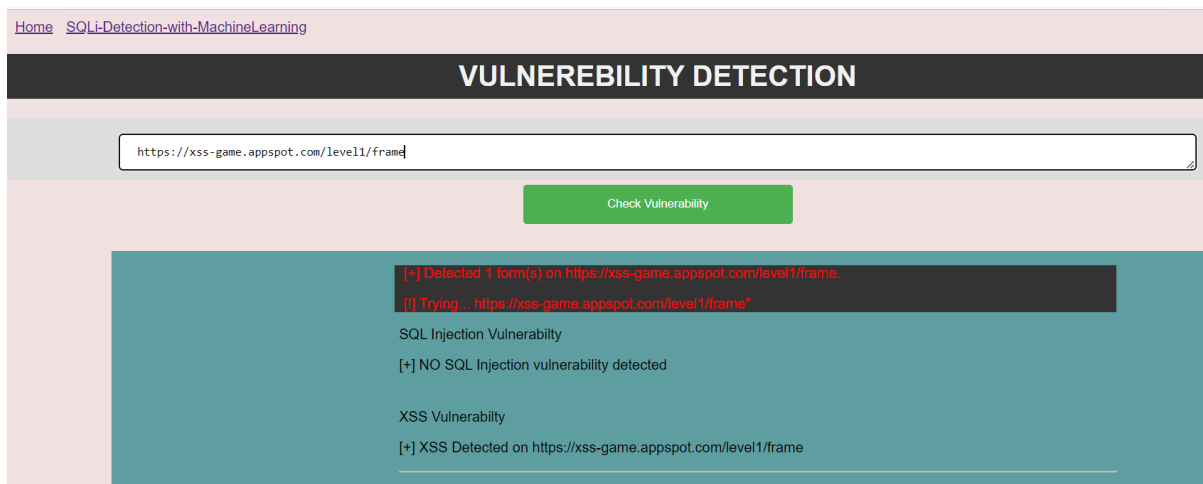 Home SQLi-Detection-with-MachineLearning
VULNEREBILITY DETECTION
https://xss-game.appspot.com/level1/frame
Check Vulnerability
[+] Detected 1 form(s) on https://xss-game.appspot.com/level1/frame.
[!] Trying... https://xss-game.appspot.com/level1/frame"
SQL Injection Vulnerabilty
[+] NO SQL Injection vulnerability detected
XSS Vulnerabilty
[+] XSS Detected on https://xss-game.appspot.com/level1/frame